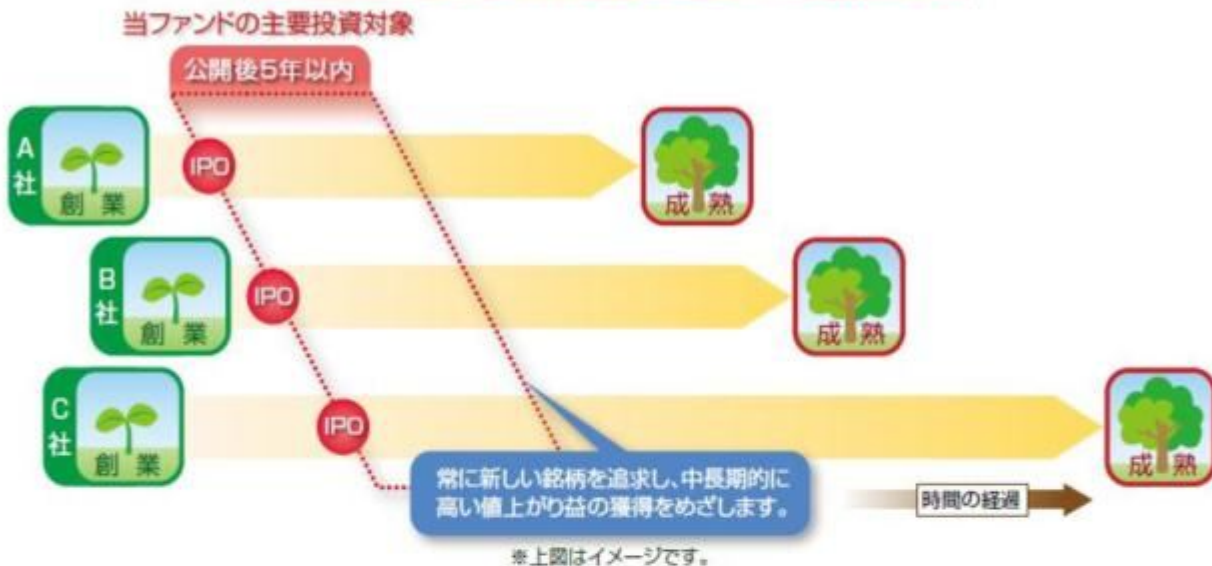 当ファンドの主要投資対象
公開後5年以内
A社
創業
IPO
成熟
B社
創業
IPO
成熟
C社
創業
IPO
成熟
常に新しい銘柄を追求し、中長期的に
高い値上がり益の獲得をめざします。
時間の経過
※上図はイメージです。